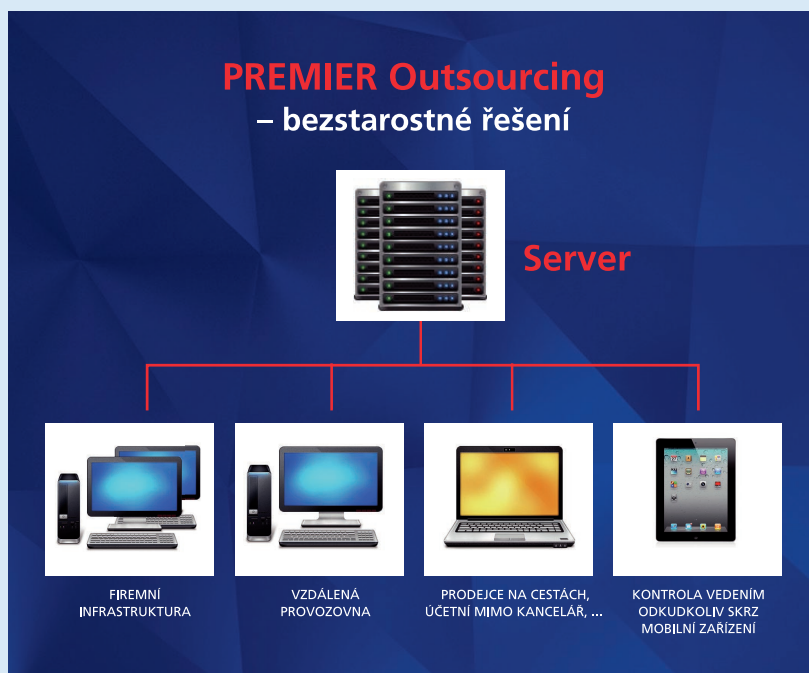 PREMIER Outsourcing
– bezstarostné řešení
Server
FIREMNÍ
INFRASTRUKTURA
VZDÁLENÁ
PROVOZOVNA
PRODEJCE NA CESTÁCH,
ÚČETNÍ MIMO KANCELÁŘ, ...
KONTROLA VEDENÍM
ODKUDKOLIV SKRZ
MOBILNÍ ZAŘÍZENÍ